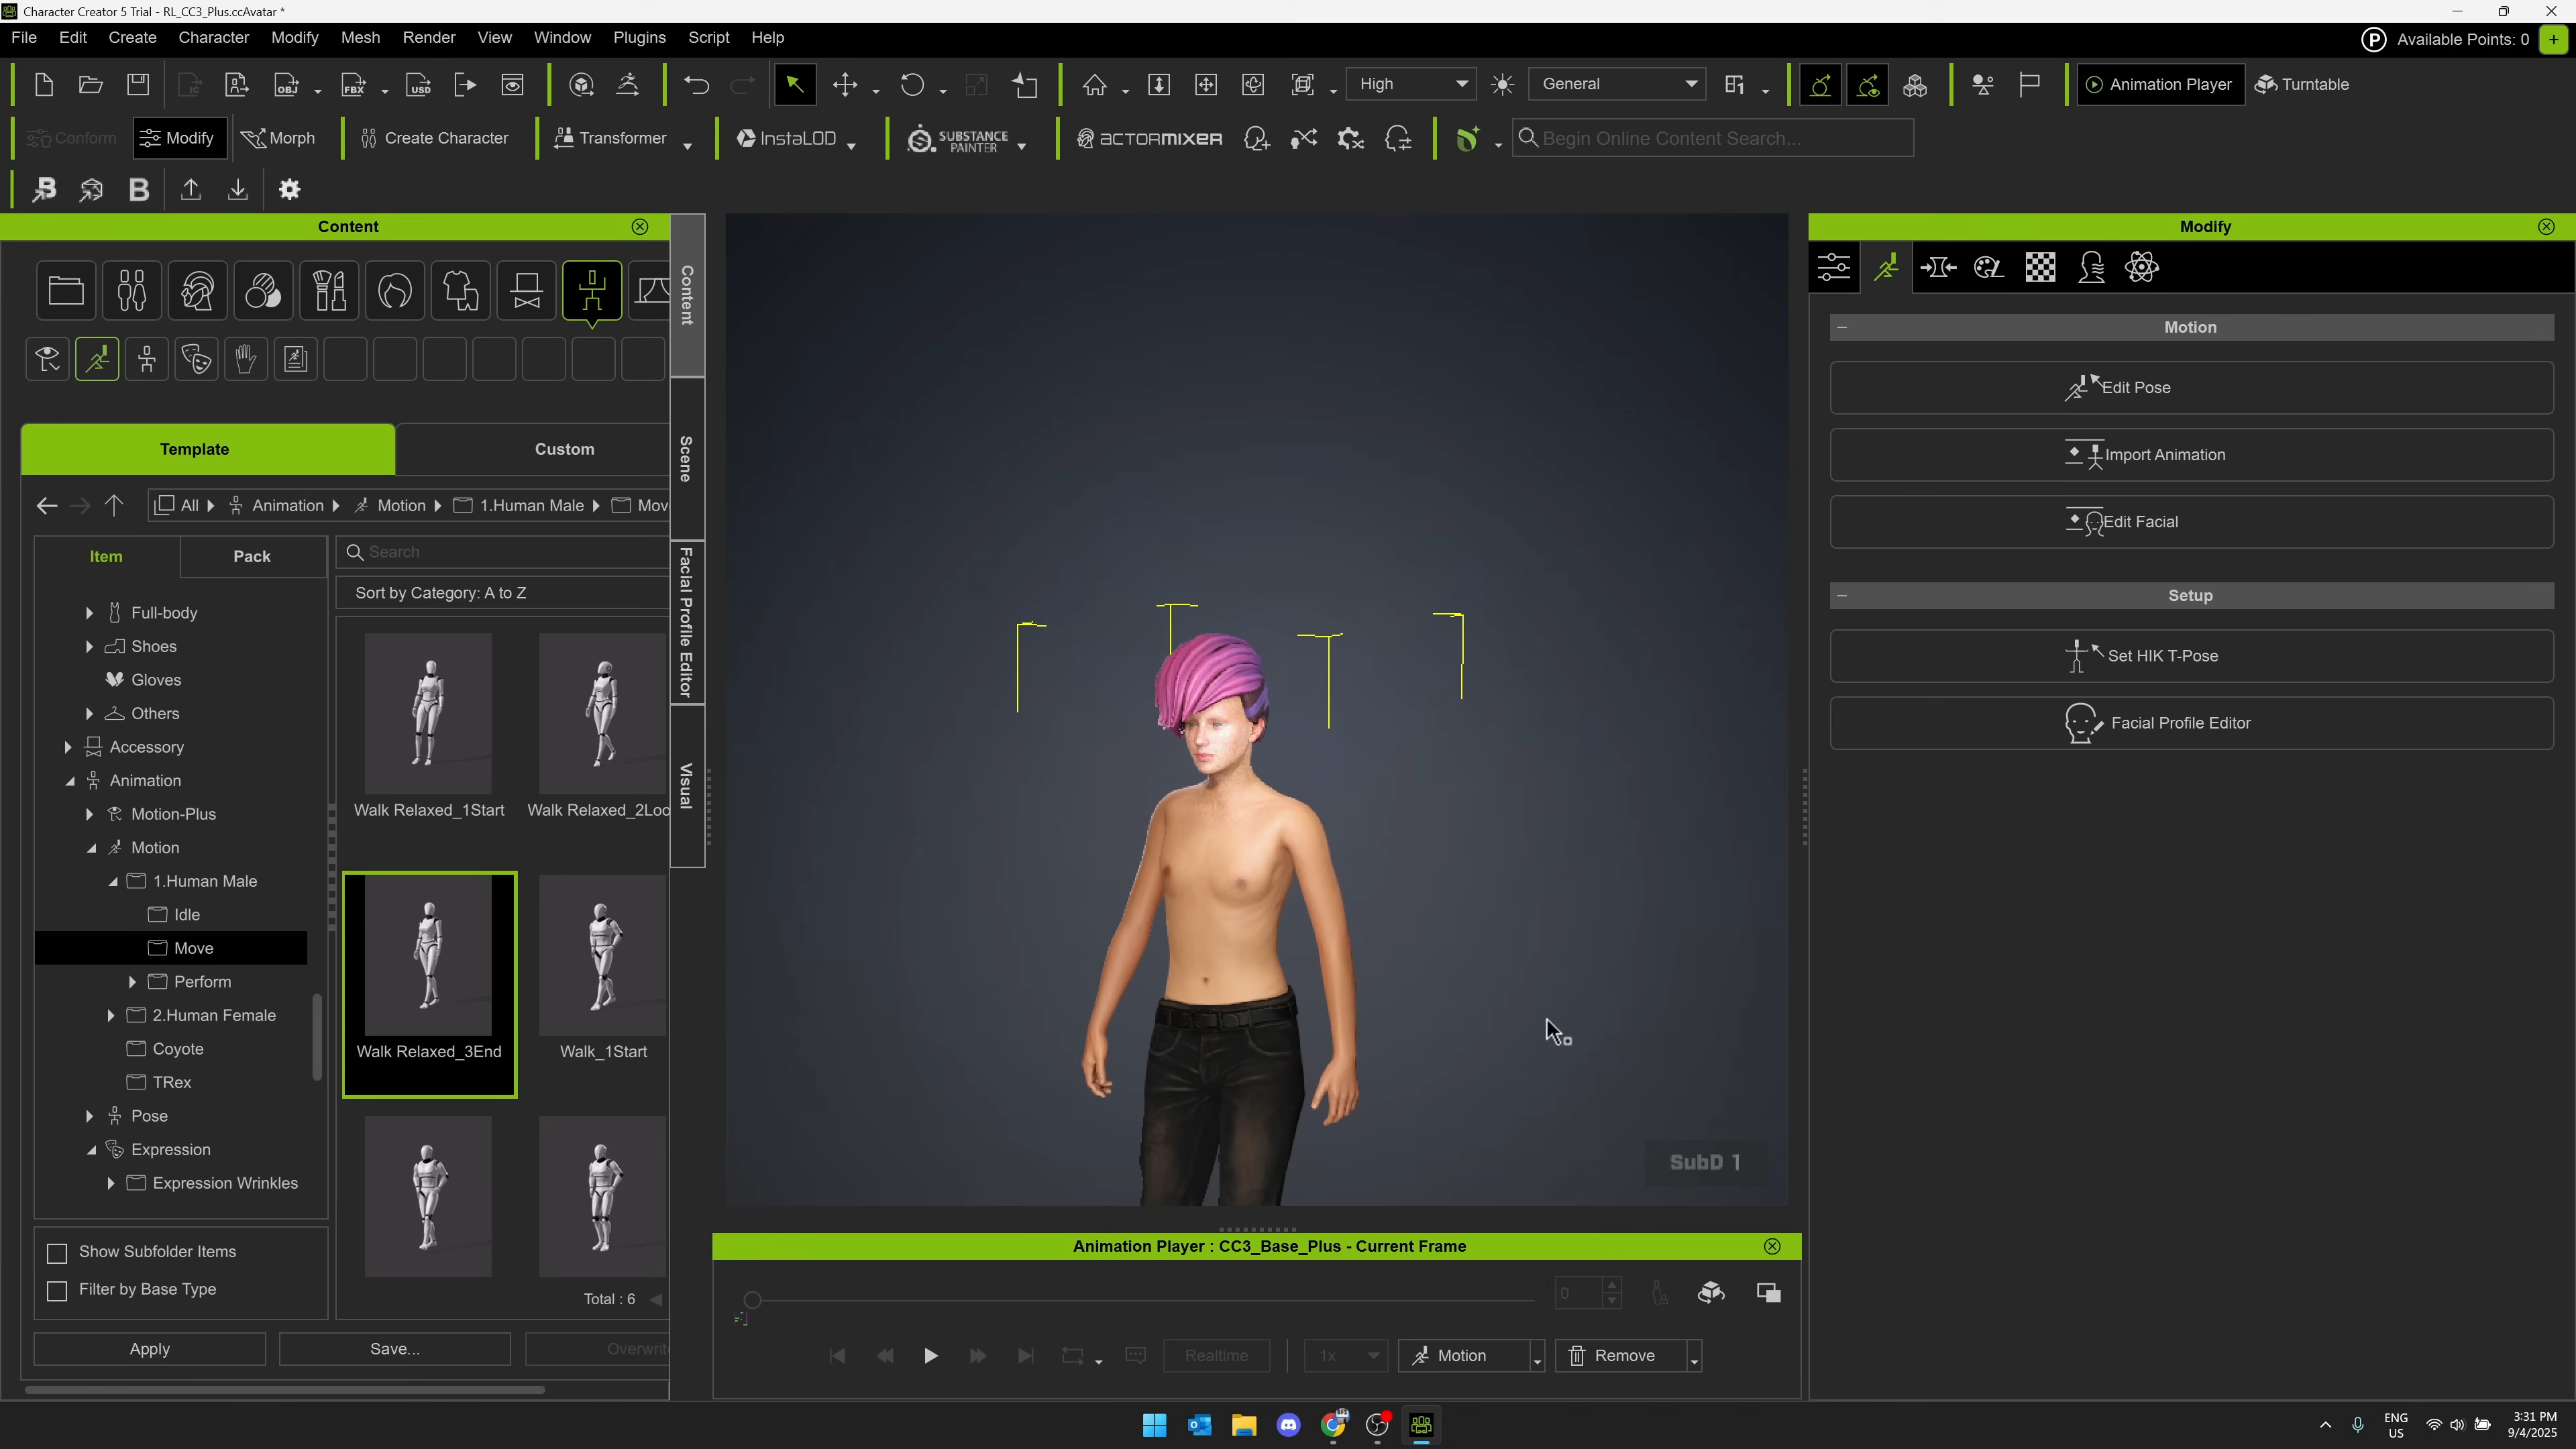 Character Creator 5 Trial - RL_CC3_Plus.ccAvatar *
File Edit Create Character Modify Mesh Render View Window Plugins Script Help
Available Points: 0
IC OBJ FBX USD High General Animation Player Turntable
Conform Modify Morph Create Character Transformer InstaLOD SUBSTANCE PAINTER ACTORMIXER Begin Online Content Search...
Content
Template Custom
All Animation Motion 1.Human Male Mov
Item Pack
Search
Sort by Category: A to Z
Full-body
Shoes
Gloves
Others
Accessory
Animation
Motion-Plus
Motion
1.Human Male
Idle
Move
Perform
2.Human Female
Coyote
TRex
Pose
Expression
Expression Wrinkles
Show Subfolder Items
Filter by Base Type
Walk Relaxed_1Start Walk Relaxed_2Loo
Walk Relaxed_3End Walk_1Start
Total : 6
Apply Save... Overwrit
Content
Scene
Facial Profile Editor
Visual
SubD 1
Animation Player : CC3_Base_Plus - Current Frame
0
Realtime 1x Motion Remove
Modify
Motion
Edit Pose
Import Animation
Edit Facial
Setup
Set HIK T-Pose
Facial Profile Editor
ENG
US
3:31 PM
9/4/2025